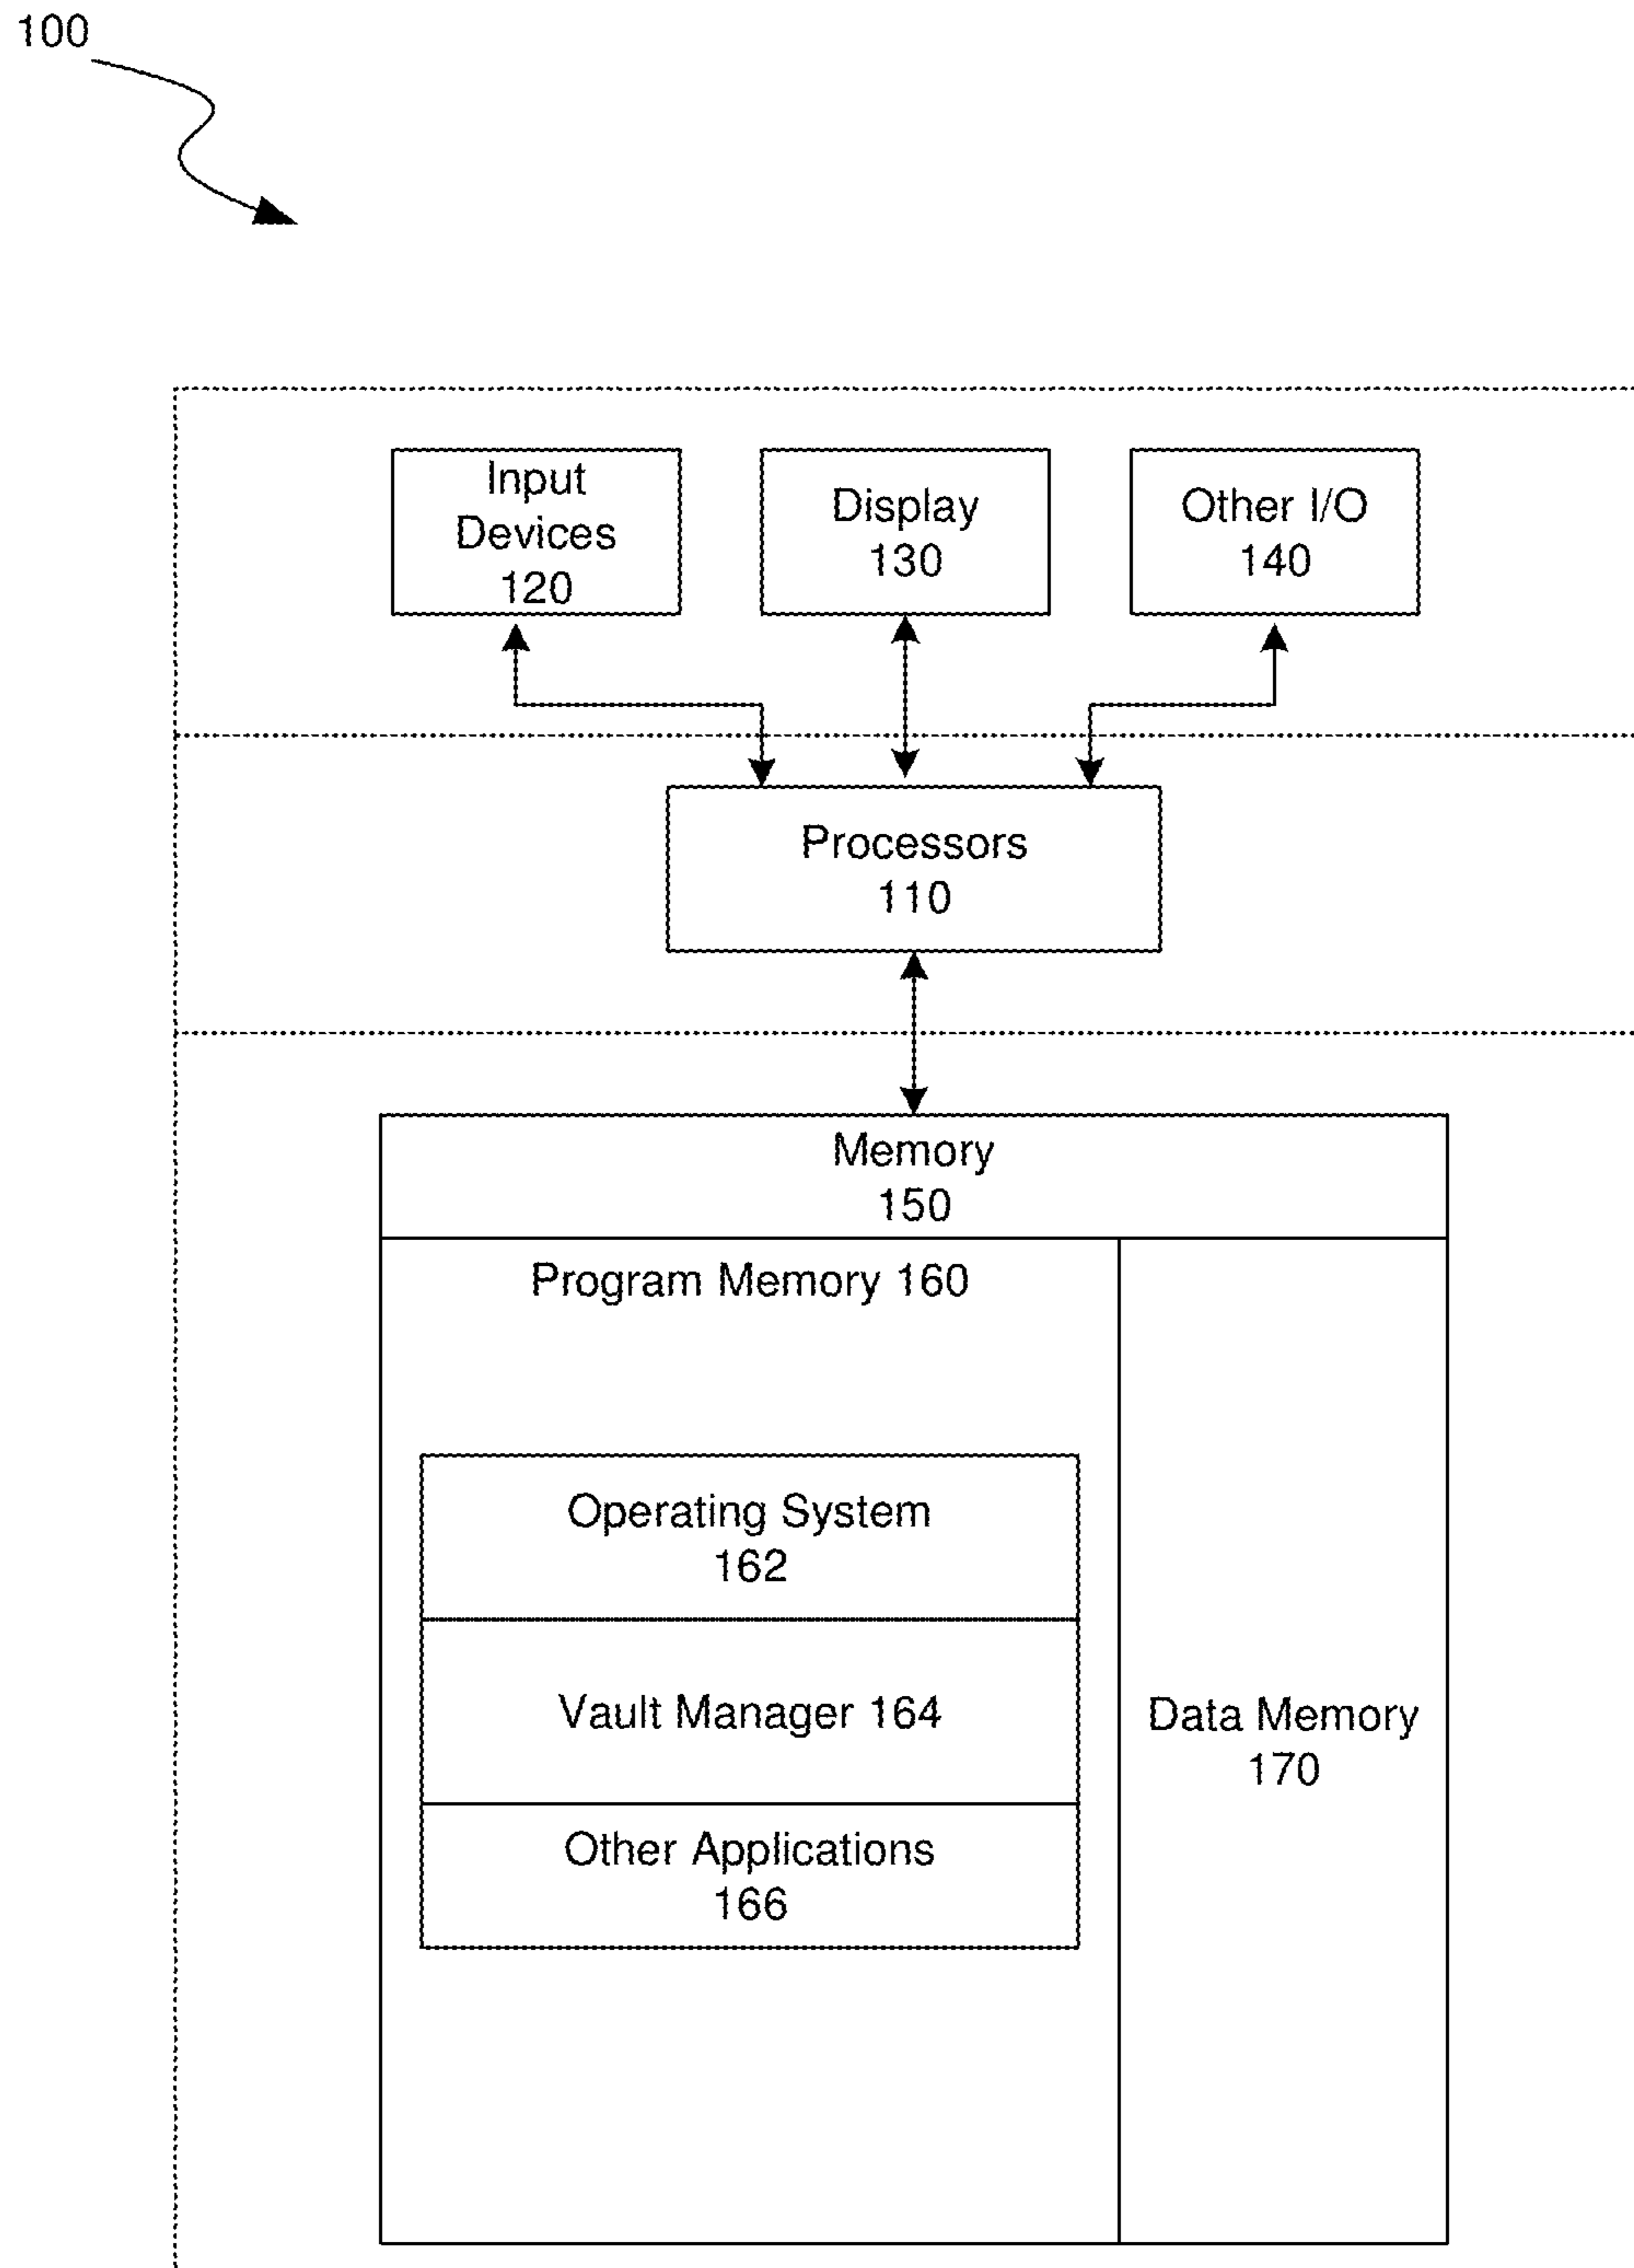 100
Input
Devices
120
Display
130
Other I/O
140
Processors
110
Memory
150
Program Memory 160
Operating System
162
Vault Manager 164
Other Applications
166
Data Memory
170